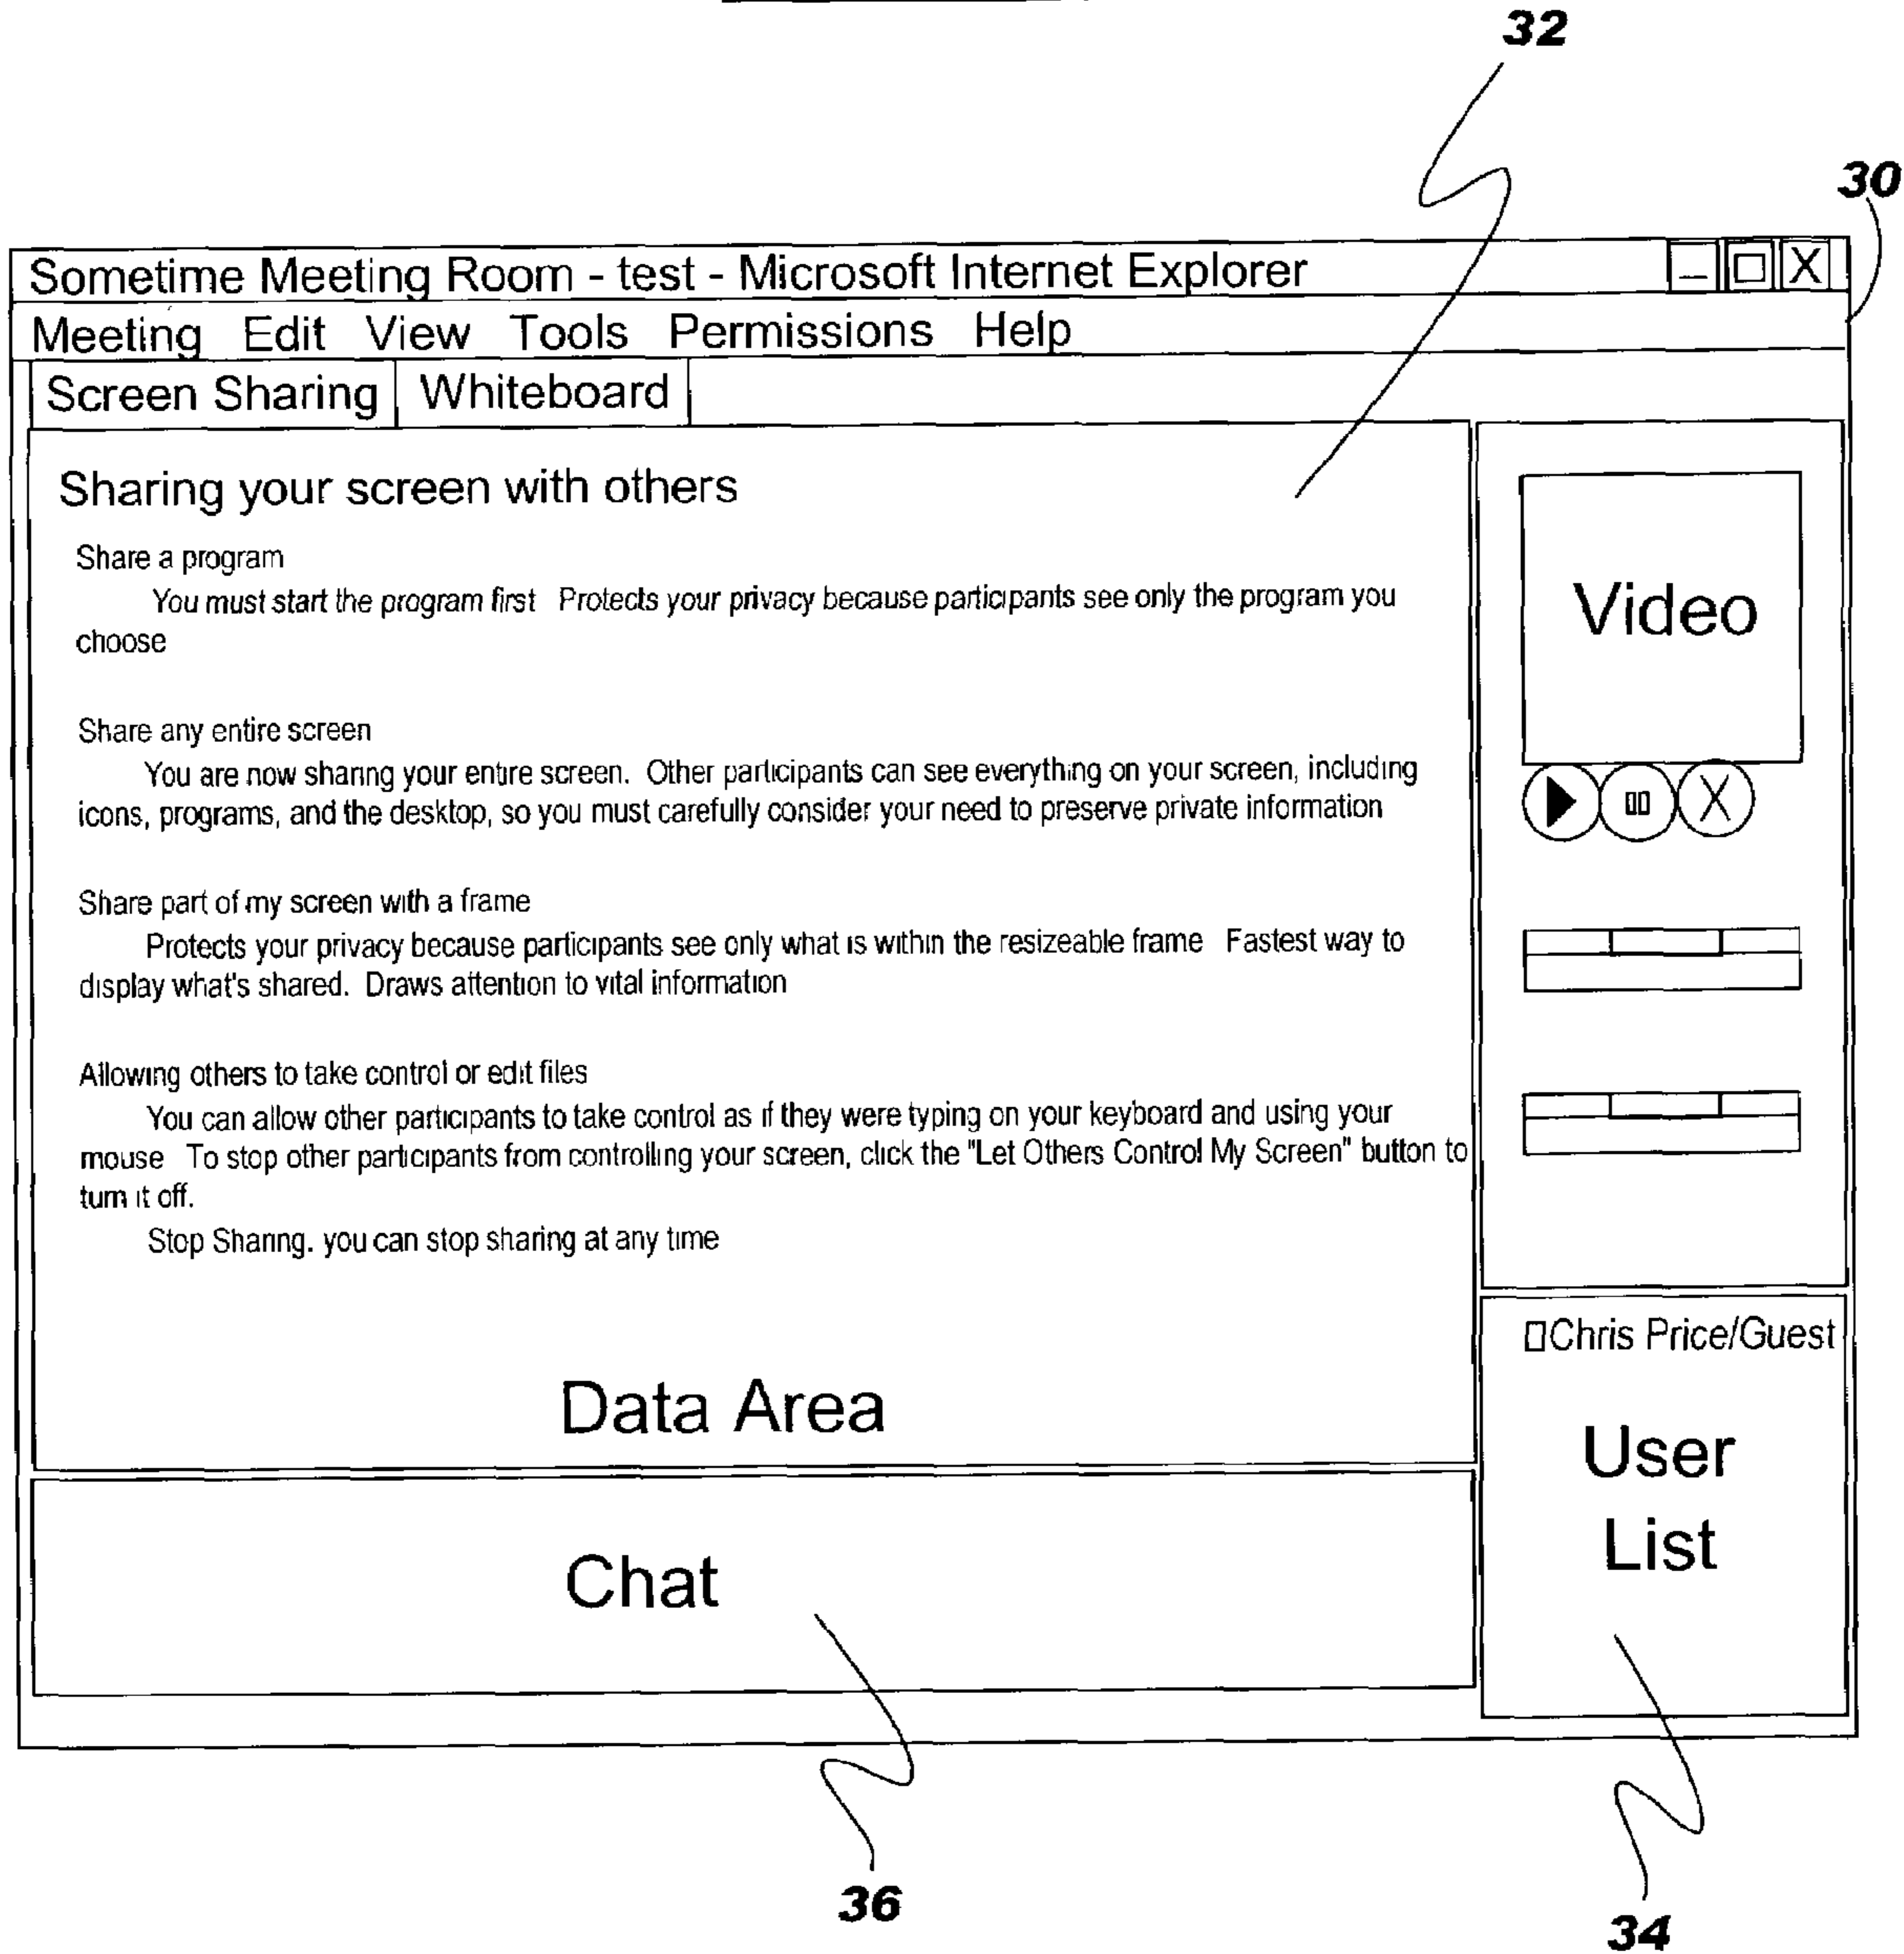 32
30
Sometime Meeting Room - test - Microsoft Internet Explorer
Meeting Edit View Tools Permissions Help
Screen Sharing Whiteboard
Sharing your screen with others
Share a program
You must start the program first Protects your privacy because participants see only the program you
choose
Share any entire screen
You are now sharing your entire screen. Other participants can see everything on your screen, including
icons, programs, and the desktop, so you must carefully consider your need to preserve private information
Share part of my screen with a frame
Protects your privacy because participants see only what is within the resizeable frame Fastest way to
display what's shared. Draws attention to vital information
Allowing others to take control or edit files
You can allow other participants to take control as if they were typing on your keyboard and using your
mouse To stop other participants from controlling your screen, click the "Let Others Control My Screen" button to
turn it off.
Stop Sharing. you can stop sharing at any time
Data Area
Video
Chris Price/Guest
User
List
Chat
36
34